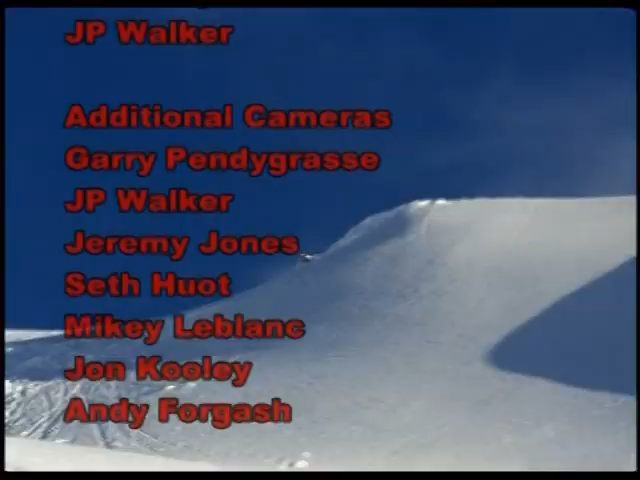 JP Walker
Additional Cameras
Garry Pendygrasse
JP Walker
Jeremy Jones
Seth Huot
Mikey Leblanc
Jon Kooley
Andy Forgash